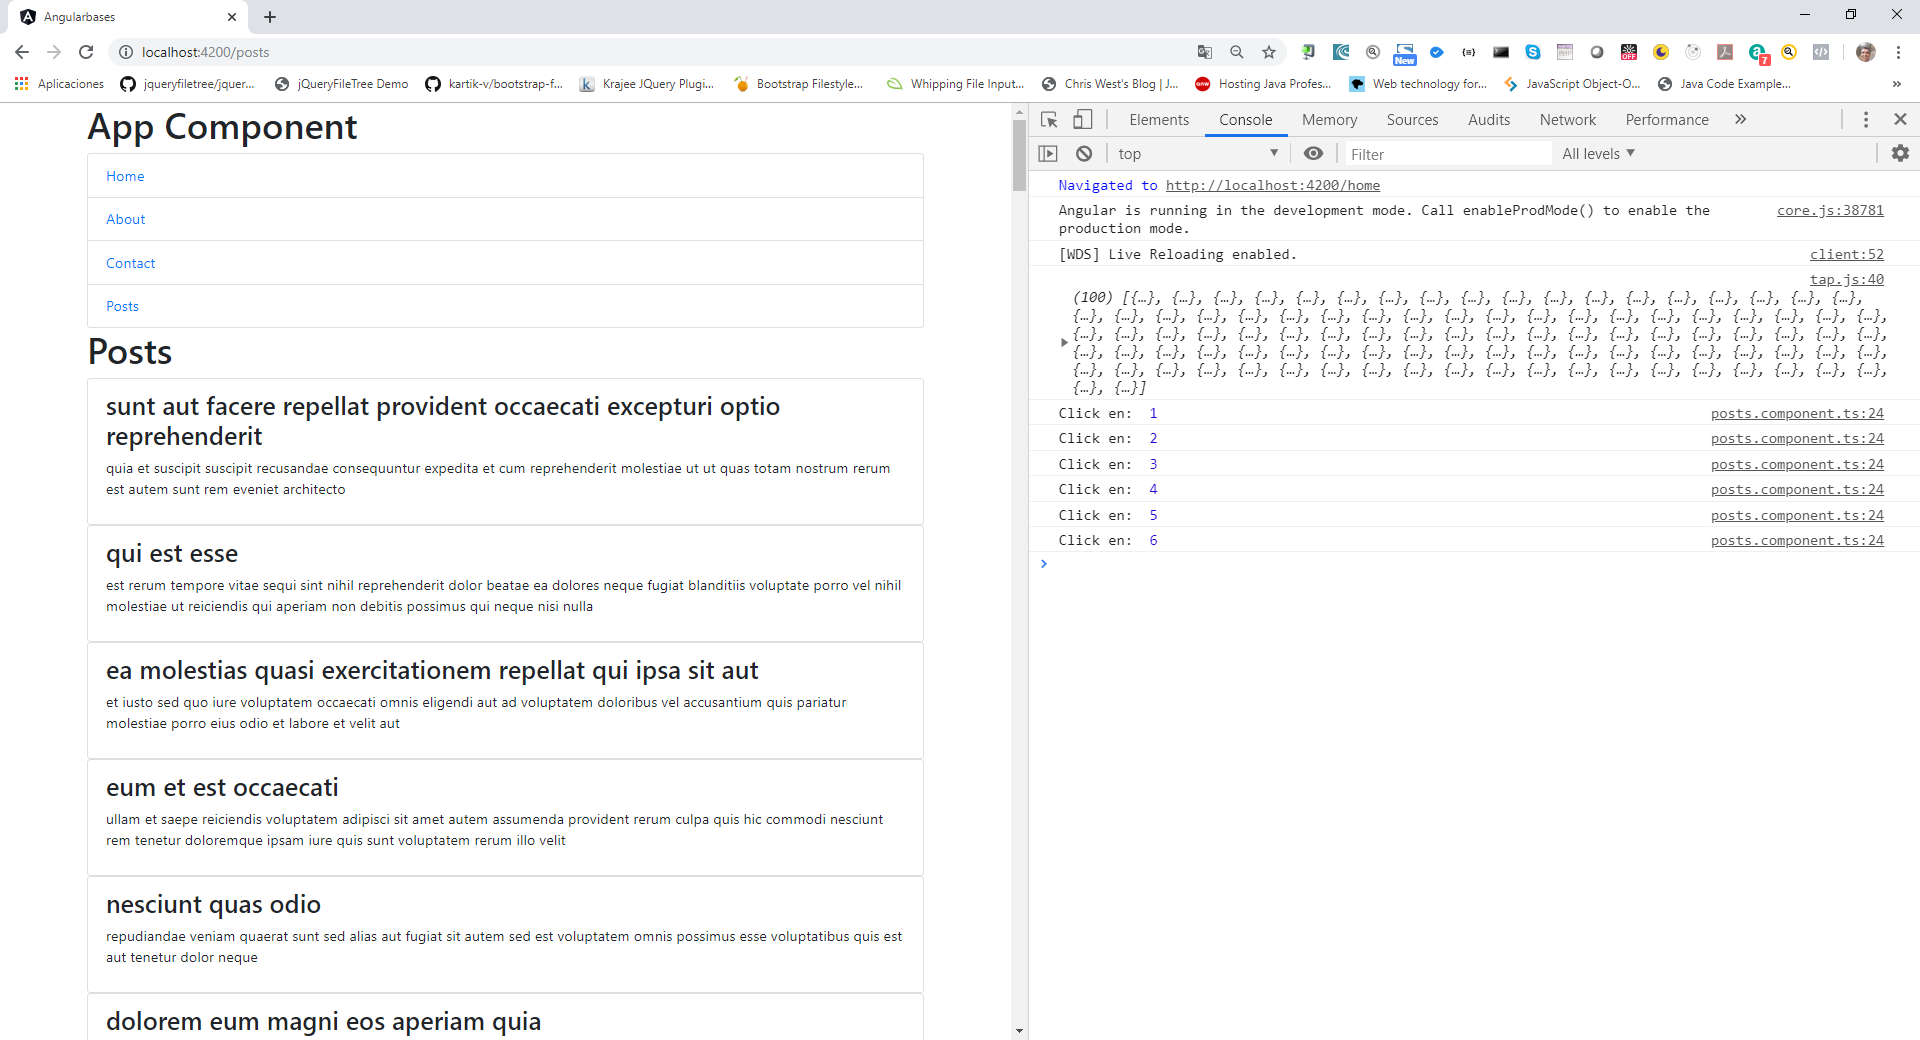 Angularbases
localhost:4200/posts
New
OFF
7
Aplicaciones
jqueryfiletree/jquer...
jQueryFileTree Demo
kartik-v/bootstrap-f...
Krajee JQuery Plugi...
Bootstrap Filestyle...
Whipping File Input...
Chris West's Blog | J...
Hosting Java Profes...
Web technology for...
JavaScript Object-O...
Java Code Example...
»
App Component
Home
About
Contact
Posts
Posts
sunt aut facere repellat provident occaecati excepturi optio
reprehenderit
quia et suscipit suscipit recusandae consequuntur expedita et cum reprehenderit molestiae ut ut quas totam nostrum rerum
est autem sunt rem eveniet architecto
qui est esse
est rerum tempore vitae sequi sint nihil reprehenderit dolor beatae ea dolores neque fugiat blanditiis voluptate porro vel nihil
molestiae ut reiciendis qui aperiam non debitis possimus qui neque nisi nulla
ea molestias quasi exercitationem repellat qui ipsa sit aut
et iusto sed quo iure voluptatem occaecati omnis eligendi aut ad voluptatem doloribus vel accusantium quis pariatur
molestiae porro eius odio et labore et velit aut
eum et est occaecati
ullam et saepe reiciendis voluptatem adipisci sit amet autem assumenda provident rerum culpa quis hic commodi nesciunt
rem tenetur doloremque ipsam iure quis sunt voluptatem rerum illo velit
nesciunt quas odio
repudiandae veniam quaerat sunt sed alias aut fugiat sit autem sed est voluptatem omnis possimus esse voluptatibus quis est
aut tenetur dolor neque
dolorem eum magni eos aperiam quia
Elements Console Memory Sources Audits Network Performance »
top Filter All levels
Navigated to http://localhost:4200/home
Angular is running in the development mode. Call enableProdMode() to enable the core.js:38781
production mode.
[WDS] Live Reloading enabled. client:52
tap.js:40
(100) [{…}, {…}, {…}, {…}, {…}, {…}, {…}, {…}, {…}, {…}, {…}, {…}, {…}, {…}, {…}, {…}, {…}, {…},
{…}, {…}, {…}, {…}, {…}, {…}, {…}, {…}, {…}, {…}, {…}, {…}, {…}, {…}, {…}, {…}, {…}, {…}, {…}, {…},
{…}, {…}, {…}, {…}, {…}, {…}, {…}, {…}, {…}, {…}, {…}, {…}, {…}, {…}, {…}, {…}, {…}, {…}, {…}, {…},
{…}, {…}, {…}, {…}, {…}, {…}, {…}, {…}, {…}, {…}, {…}, {…}, {…}, {…}, {…}, {…}, {…}, {…}, {…}, {…},
{…}, {…}, {…}, {…}, {…}, {…}, {…}, {…}, {…}, {…}, {…}, {…}, {…}, {…}, {…}, {…}, {…}, {…}, {…}, {…},
{…}, {…}]
Click en: 1 posts.component.ts:24
Click en: 2 posts.component.ts:24
Click en: 3 posts.component.ts:24
Click en: 4 posts.component.ts:24
Click en: 5 posts.component.ts:24
Click en: 6 posts.component.ts:24